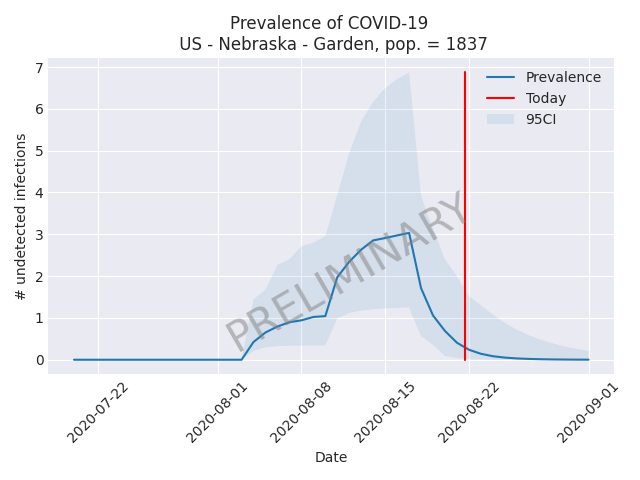 Prevalence of COVID-19
US - Nebraska - Garden, pop. = 1837
7
6
5
4
3
2
1
0
# undetected infections
Prevalence
Today
95CI
PRELIMINARY
2020-07-22
2020-08-01
2020-08-08
2020-08-15
2020-08-22
2020-09-01
Date